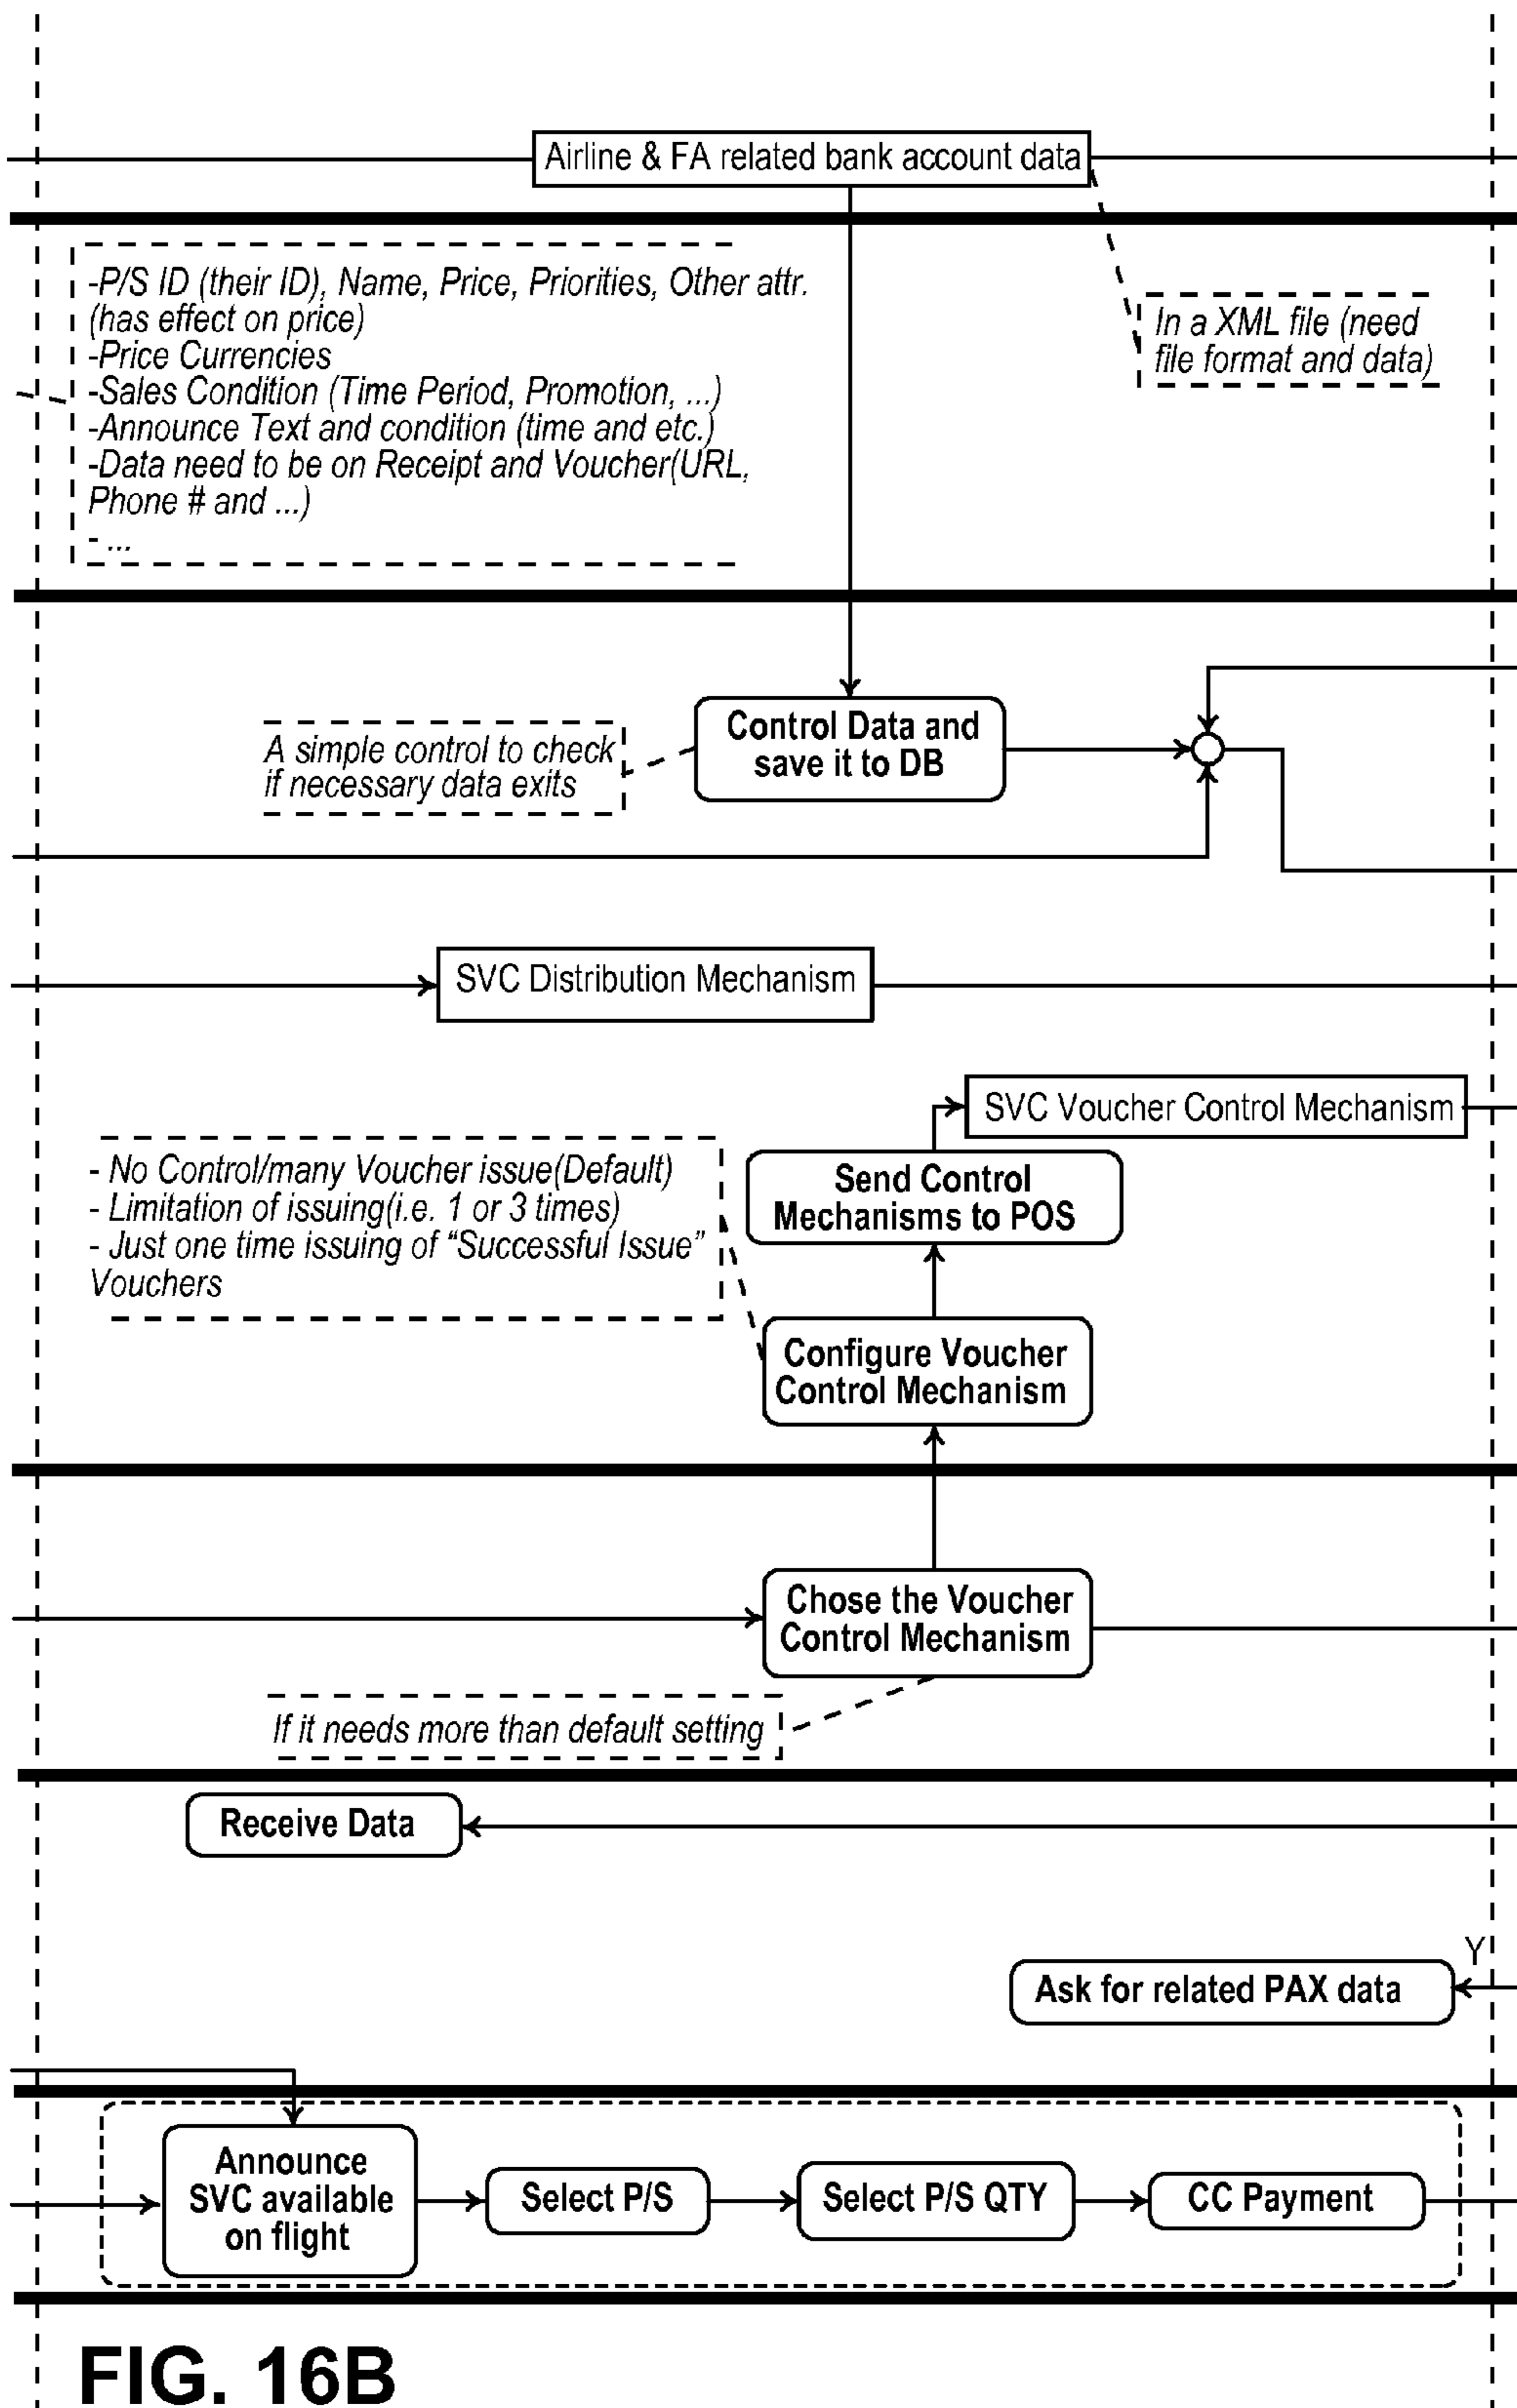 Airline & FA related bank account data
-P/S ID (their ID), Name, Price, Priorities, Other attr.
(has effect on price)
-Price Currencies
-Sales Condition (Time Period, Promotion, ...)
-Announce Text and condition (time and etc.)
-Data need to be on Receipt and Voucher(URL,
Phone # and ...)
- ...
In a XML file (need
file format and data)
Control Data and
save it to DB
A simple control to check
if necessary data exits
SVC Distribution Mechanism
SVC Voucher Control Mechanism
- No Control/many Voucher issue(Default)
- Limitation of issuing(i.e. 1 or 3 times)
- Just one time issuing of “Successful Issue”
Vouchers
Send Control
Mechanisms to POS
Configure Voucher
Control Mechanism
Chose the Voucher
Control Mechanism
If it needs more than default setting
Receive Data
Y
Ask for related PAX data
Announce
SVC available
on flight
Select P/S
Select P/S QTY
CC Payment
FIG. 16B